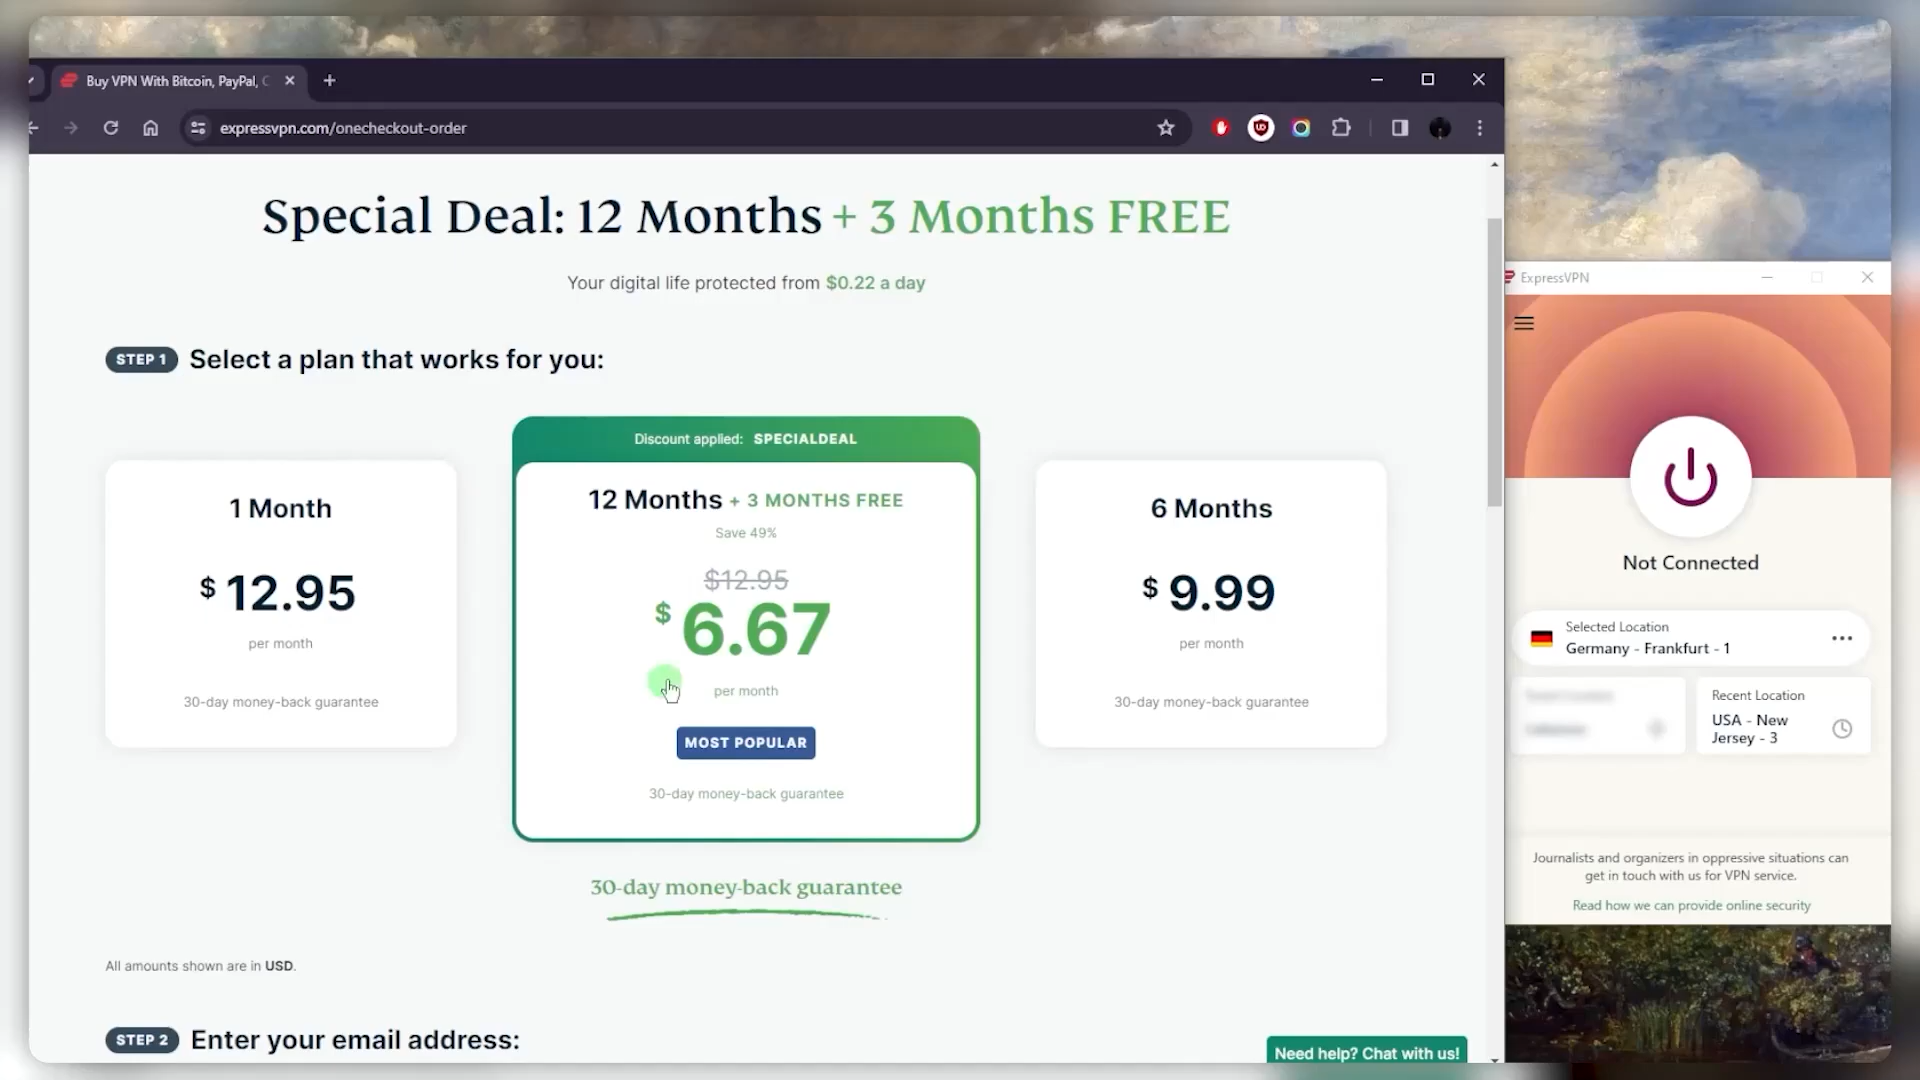 Buy VPN With Bitcoin, PayPal, C
expressvpn.com/onecheckout-order
Special Deal: 12 Months + 3 Months FREE
Your digital life protected from $0.22 a day
STEP 1 Select a plan that works for you:
1 Month
$ 12.95
per month
30-day money-back guarantee
Discount applied: SPECIALDEAL
12 Months + 3 MONTHS FREE
Save 49%
$12.95
$ 6.67
per month
MOST POPULAR
30-day money-back guarantee
6 Months
$ 9.99
per month
30-day money-back guarantee
30-day money-back guarantee
All amounts shown are in USD.
STEP 2 Enter your email address:
Need help? Chat with us!
ExpressVPN
Not Connected
Selected Location
Germany - Frankfurt - 1
Recent Location
USA - New
Jersey - 3
Journalists and organizers in oppressive situations can
get in touch with us for VPN service.
Read how we can provide online security